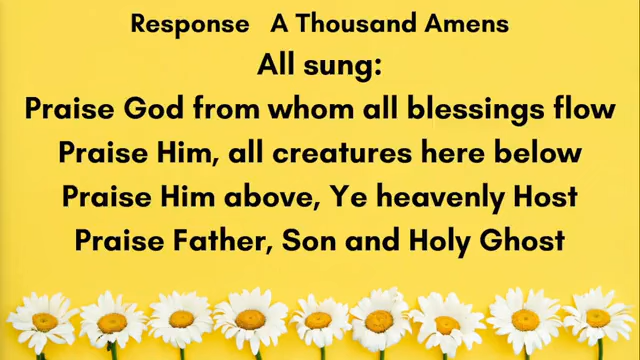 Response A Thousand Amens
All sung:
Praise God from whom all blessings flow
Praise Him, all creatures here below
Praise Him above, Ye heavenly Host
Praise Father, Son and Holy Ghost